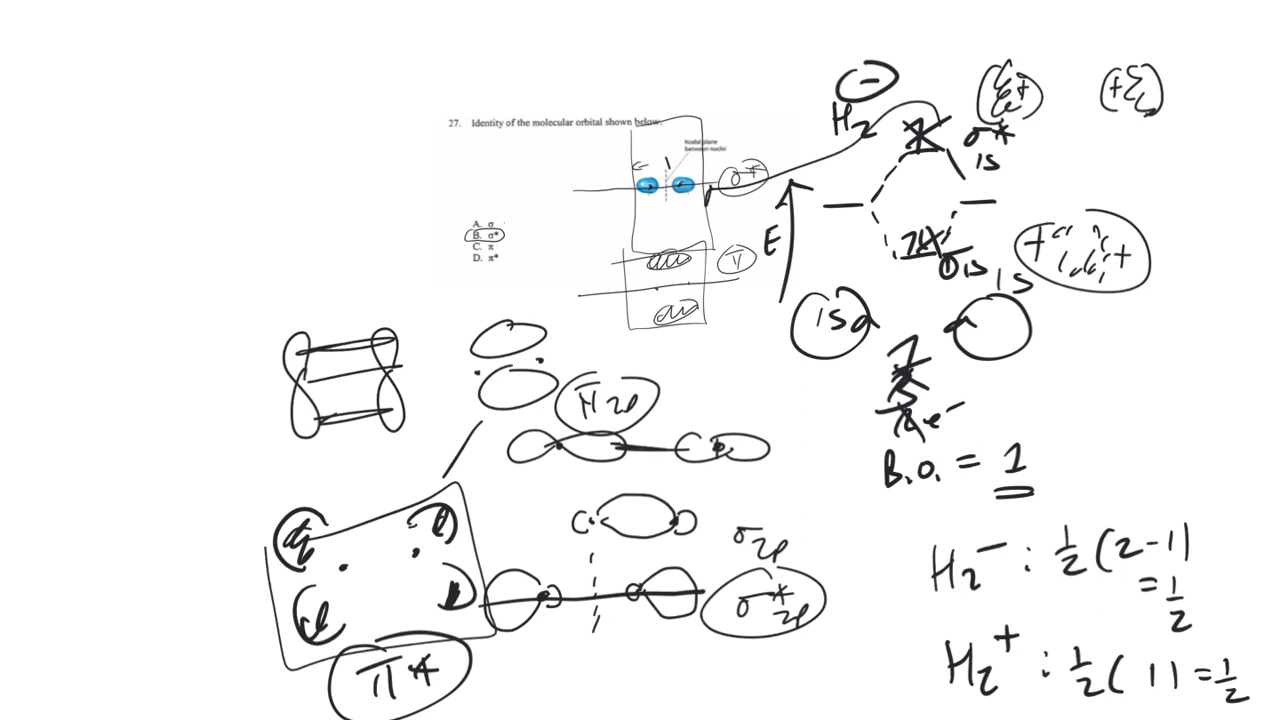 27. Identity of the molecular orbital shown below.
Nodal plane
between nuclei
A. σ
B. σ*
C. π
D. π*
σ*
π
−
H₂
σ*
1s
E
σ1s
1s
1s
e⁻
B.O. = 1
π2p
σ2p
σ*2p
π*
H₂⁻ : ½ (2-1)
= ½
H₂⁺ : ½ ( 1) = ½